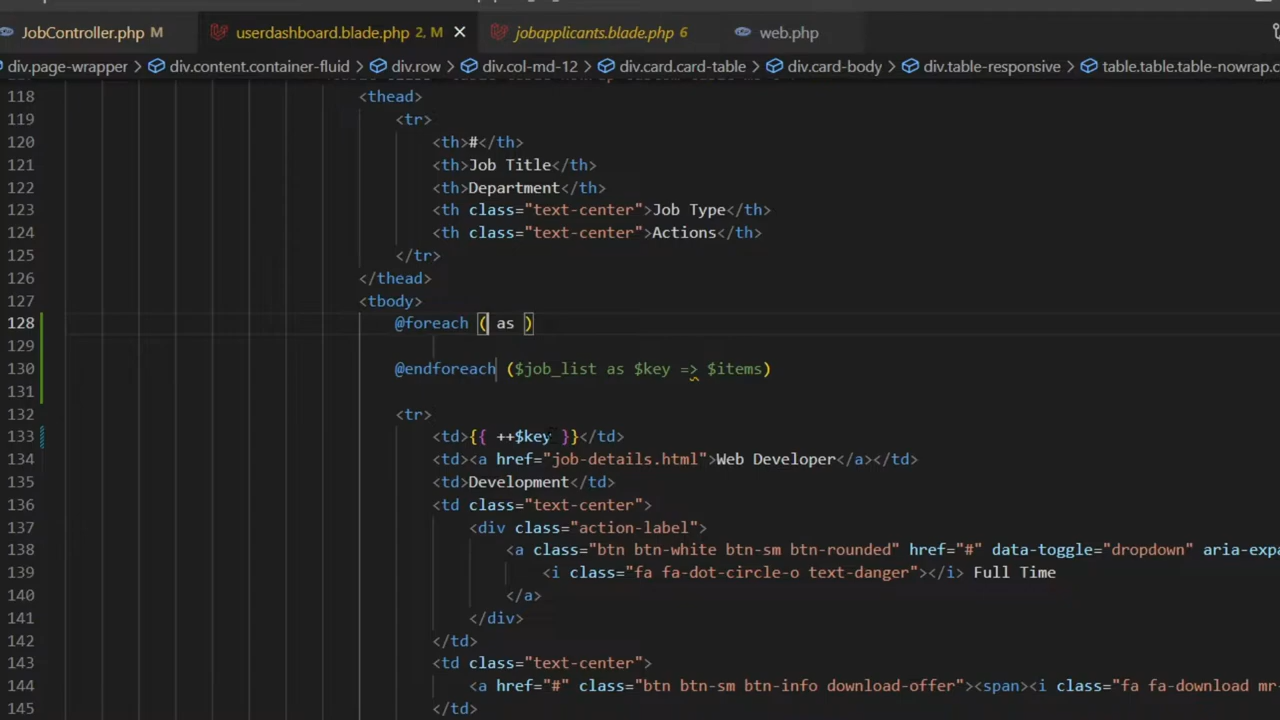 JobController.php M userdashboard.blade.php 2, M jobapplicants.blade.php 6 web.php
div.page-wrapper > div.content.container-fluid > div.row > div.col-md-12 > div.card.card-table > div.card-body > div.table-responsive > table.table.table-nowrap.c
118 <thead>
119 <tr>
120 <th>#</th>
121 <th>Job Title</th>
122 <th>Department</th>
123 <th class="text-center">Job Type</th>
124 <th class="text-center">Actions</th>
125 </tr>
126 </thead>
127 <tbody>
128 @foreach ( as )
129
130 @endforeach ($job_list as $key => $items)
131
132 <tr>
133 <td>{{ ++$key }}</td>
134 <td><a href="job-details.html">Web Developer</a></td>
135 <td>Development</td>
136 <td class="text-center">
137 <div class="action-label">
138 <a class="btn btn-white btn-sm btn-rounded" href="#" data-toggle="dropdown" aria-expa
139 <i class="fa fa-dot-circle-o text-danger"></i> Full Time
140 </a>
141 </div>
142 </td>
143 <td class="text-center">
144 <a href="#" class="btn btn-sm btn-info download-offer"><span><i class="fa fa-download mr-
145 </td>